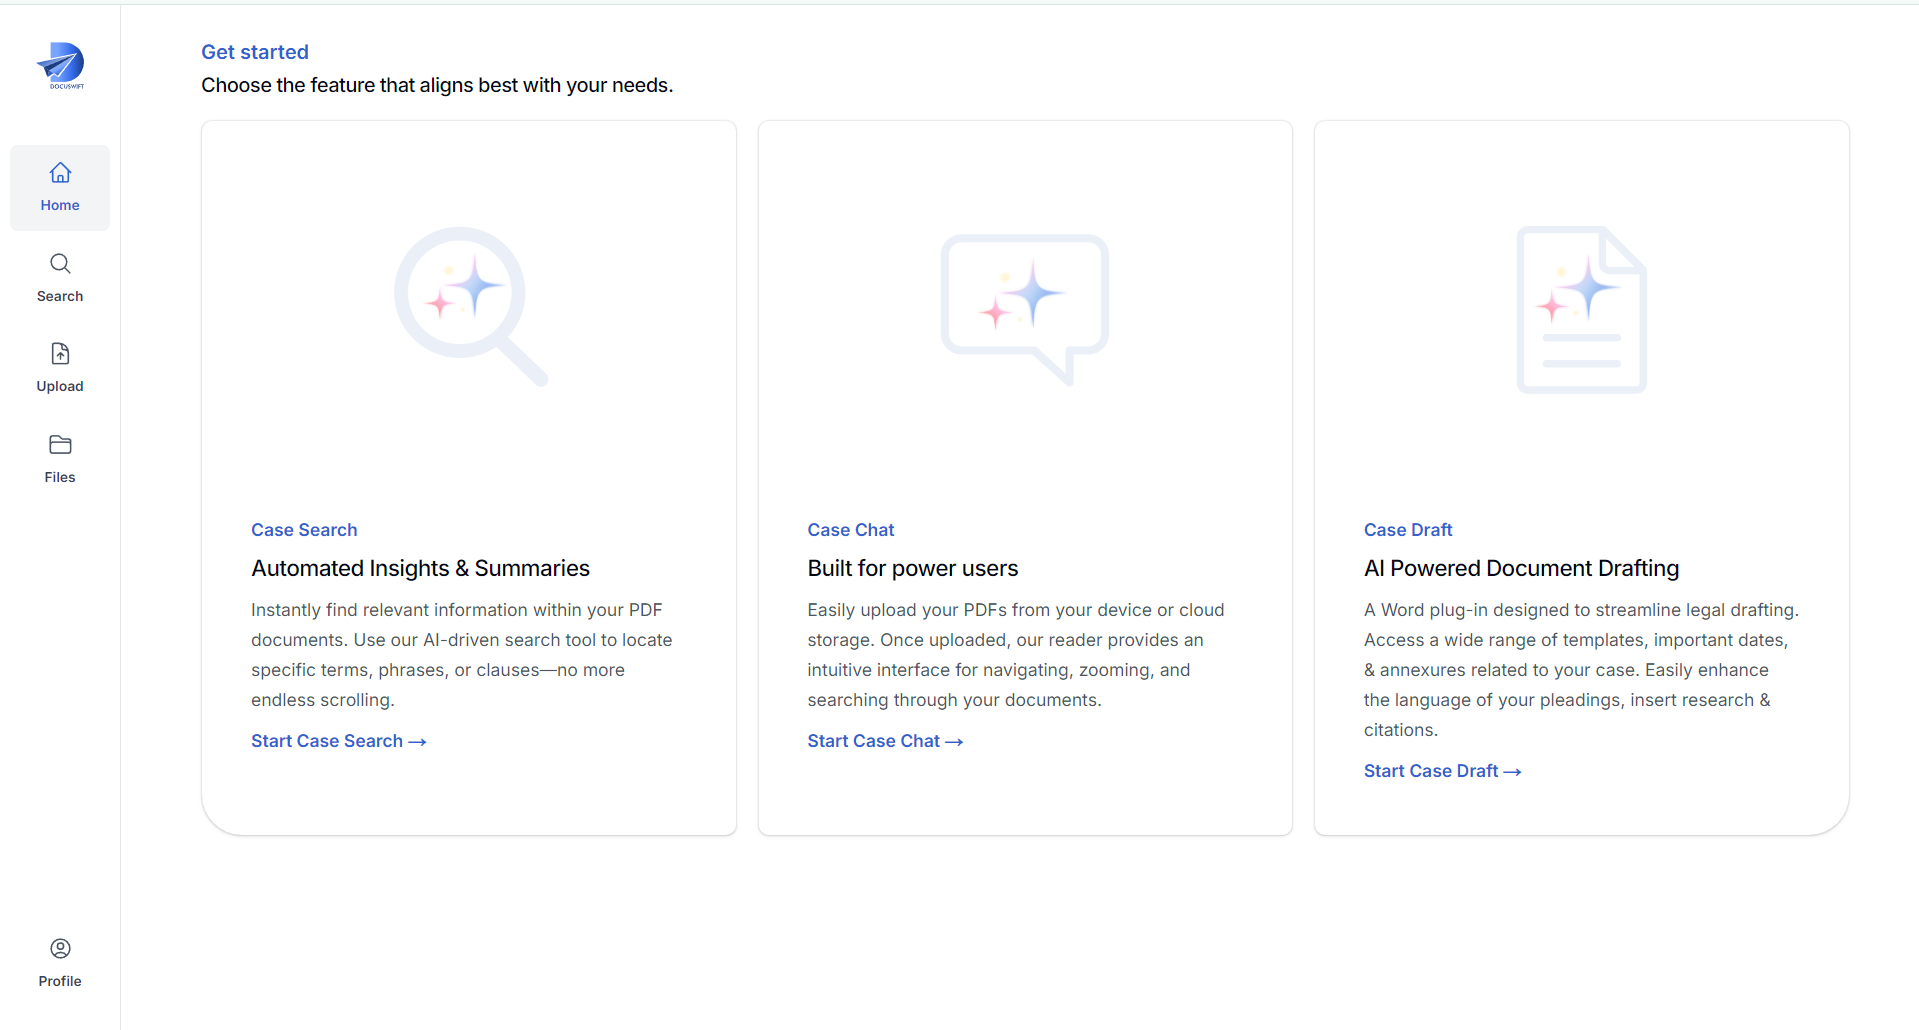 DOCUSWIFT
Home
Search
Upload
Files
Profile
Get started
Choose the feature that aligns best with your needs.
Case Search
Automated Insights & Summaries
Instantly find relevant information within your PDF
documents. Use our AI-driven search tool to locate
specific terms, phrases, or clauses—no more
endless scrolling.
Start Case Search →
Case Chat
Built for power users
Easily upload your PDFs from your device or cloud
storage. Once uploaded, our reader provides an
intuitive interface for navigating, zooming, and
searching through your documents.
Start Case Chat →
Case Draft
AI Powered Document Drafting
A Word plug-in designed to streamline legal drafting.
Access a wide range of templates, important dates,
& annexures related to your case. Easily enhance
the language of your pleadings, insert research &
citations.
Start Case Draft →